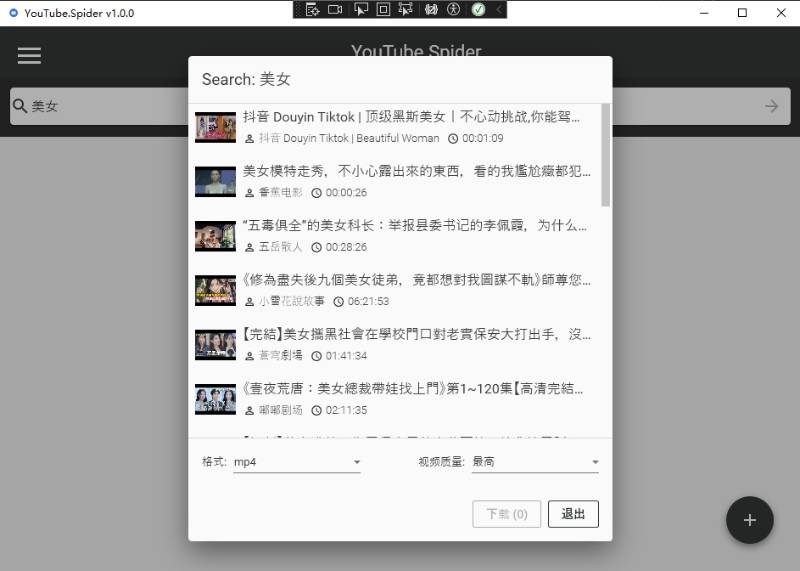 YouTube.Spider v1.0.0
YouTube Spider
美女
Search: 美女
抖音 Douyin Tiktok | 顶级黑斯美女丨不心动挑战,你能驾...
抖音 Douyin Tiktok | Beautiful Woman 00:01:09
美女模特走秀，不小心露出來的東西，看的我尷尬癥都犯...
香蕉电影 00:00:26
“五毒俱全”的美女科长：举报县委书记的李佩霞，为什么...
五岳散人 00:28:26
《修為盡失後九個美女徒弟，竟都想對我圖謀不軌》師尊您...
小雪花說故事 06:21:53
【完結】美女攜黑社會在學校門口對老實保安大打出手，沒...
蒼穹劇場 01:41:34
《壹夜荒唐：美女總裁帶娃找上門》第1~120集【高清完結...
嘟嘟剧场 02:11:35
格式: mp4 视频质量: 最高
下载 (0) 退出